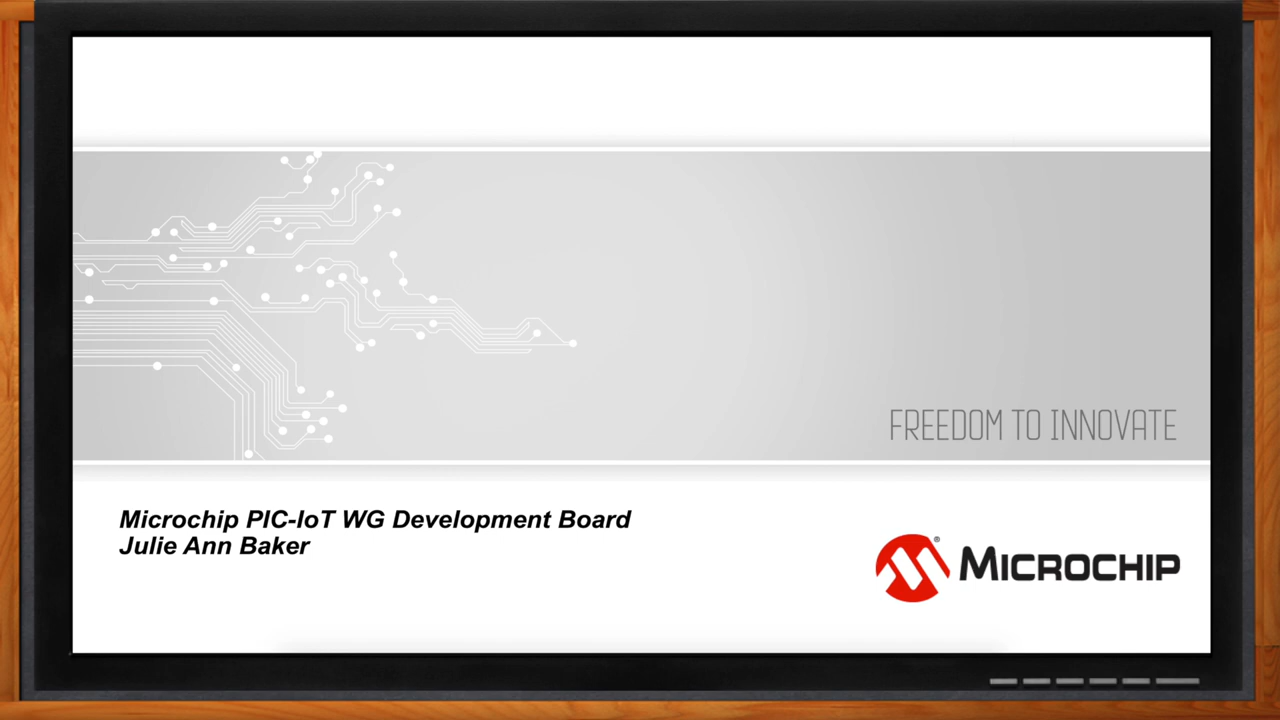 FREEDOM TO INNOVATE
Microchip PIC-IoT WG Development Board
Julie Ann Baker
MICROCHIP®